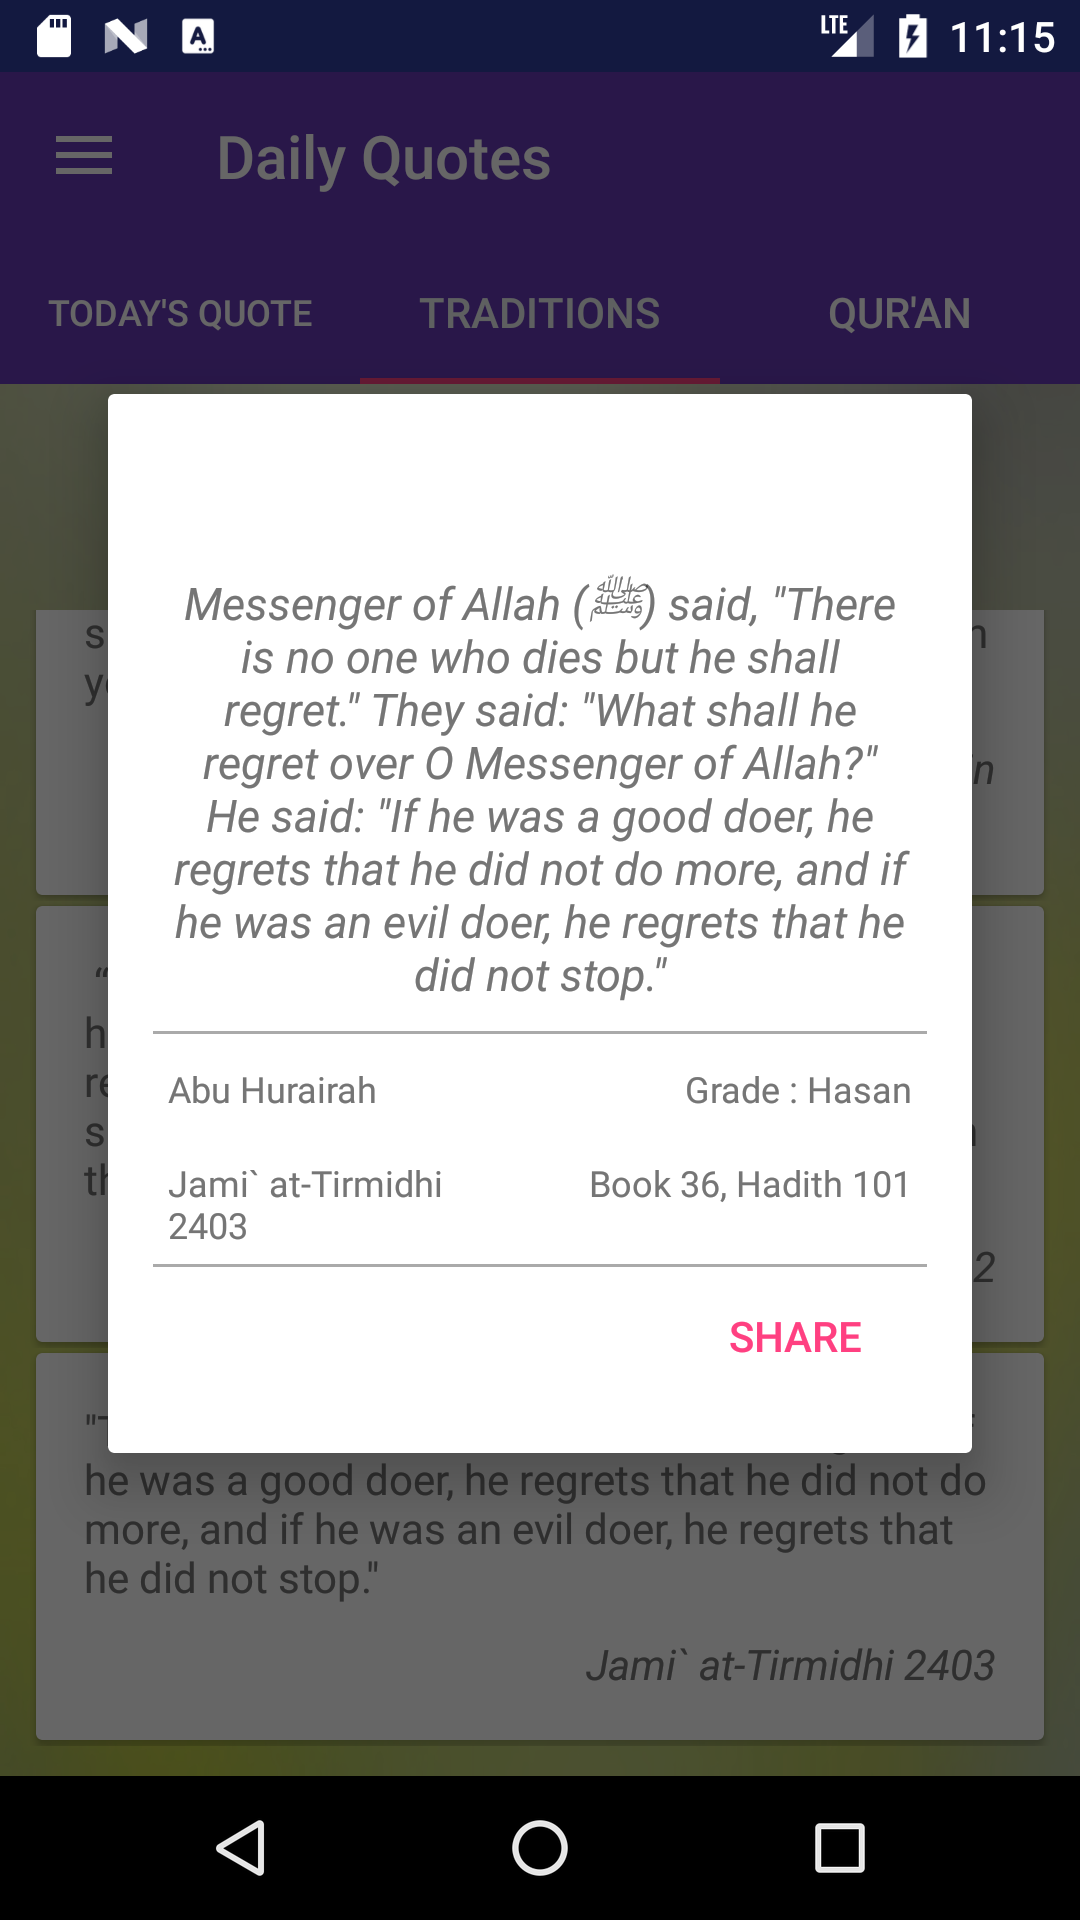 LTE 11:15
Daily Quotes
TODAY'S QUOTE TRADITIONS QUR'AN
Messenger of Allah (ﷺ) said, "There
is no one who dies but he shall
regret." They said: "What shall he
regret over O Messenger of Allah?"
He said: "If he was a good doer, he
regrets that he did not do more, and if
he was an evil doer, he regrets that he
did not stop."
Abu Hurairah Grade : Hasan
Jami` at-Tirmidhi Book 36, Hadith 101
2403
SHARE
he was a good doer, he regrets that he did not do
more, and if he was an evil doer, he regrets that
he did not stop."
Jami` at-Tirmidhi 2403